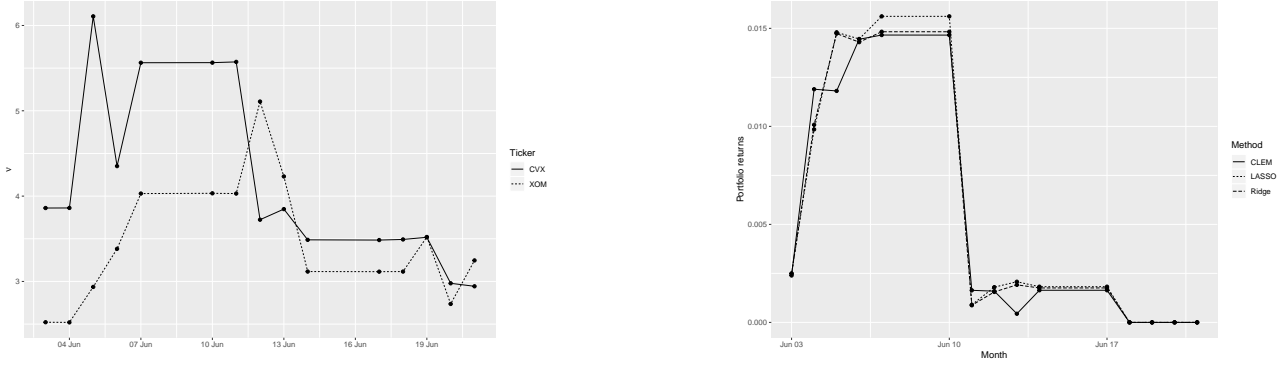 6
5
4
3
v
04 Jun 07 Jun 10 Jun 13 Jun 16 Jun 19 Jun
Ticker
CVX
XOM
0.015
0.010
0.005
0.000
Portfolio returns
Jun 03 Jun 10 Jun 17
Month
Method
CLEM
LASSO
Ridge